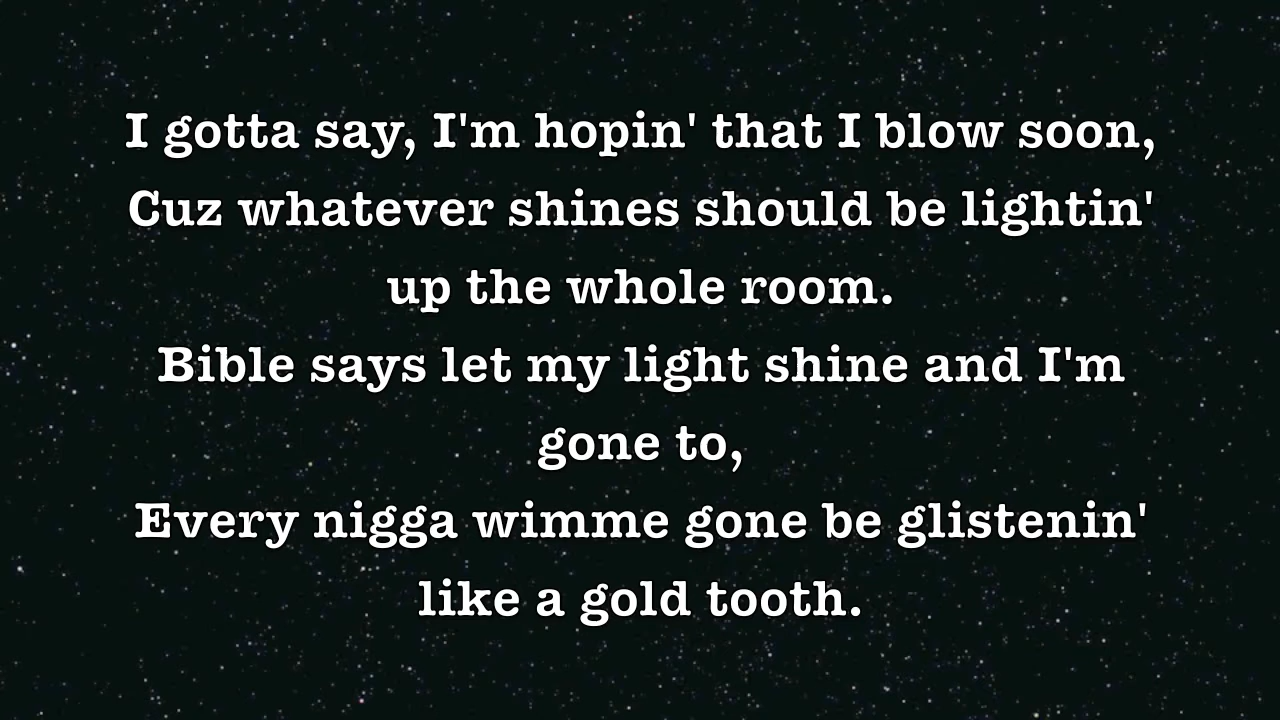 I gotta say, I'm hopin' that I blow soon,
Cuz whatever shines should be lightin'
up the whole room.
Bible says let my light shine and I'm
gone to,
Every nigga wimme gone be glistenin'
like a gold tooth.